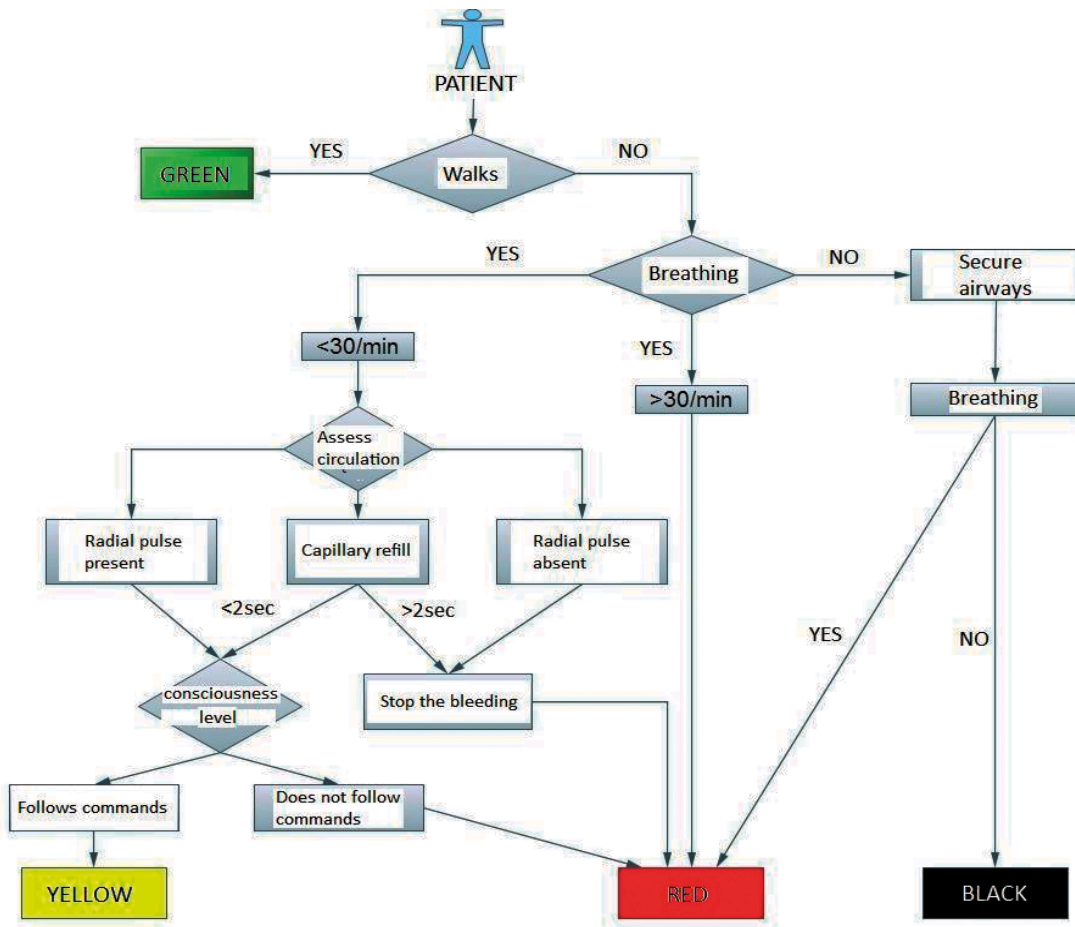 PATIENT
YES
NO
GREEN
Walks
YES
Breathing
NO
Secure
airways
<30/min
YES
>30/min
Breathing
Assess
circulation
Radial pulse
present
Capillary refill
Radial pulse
absent
<2sec
>2sec
YES
NO
consciousness
level
Stop the bleeding
Follows commands
Does not follow
commands
YELLOW
RED
BLACK